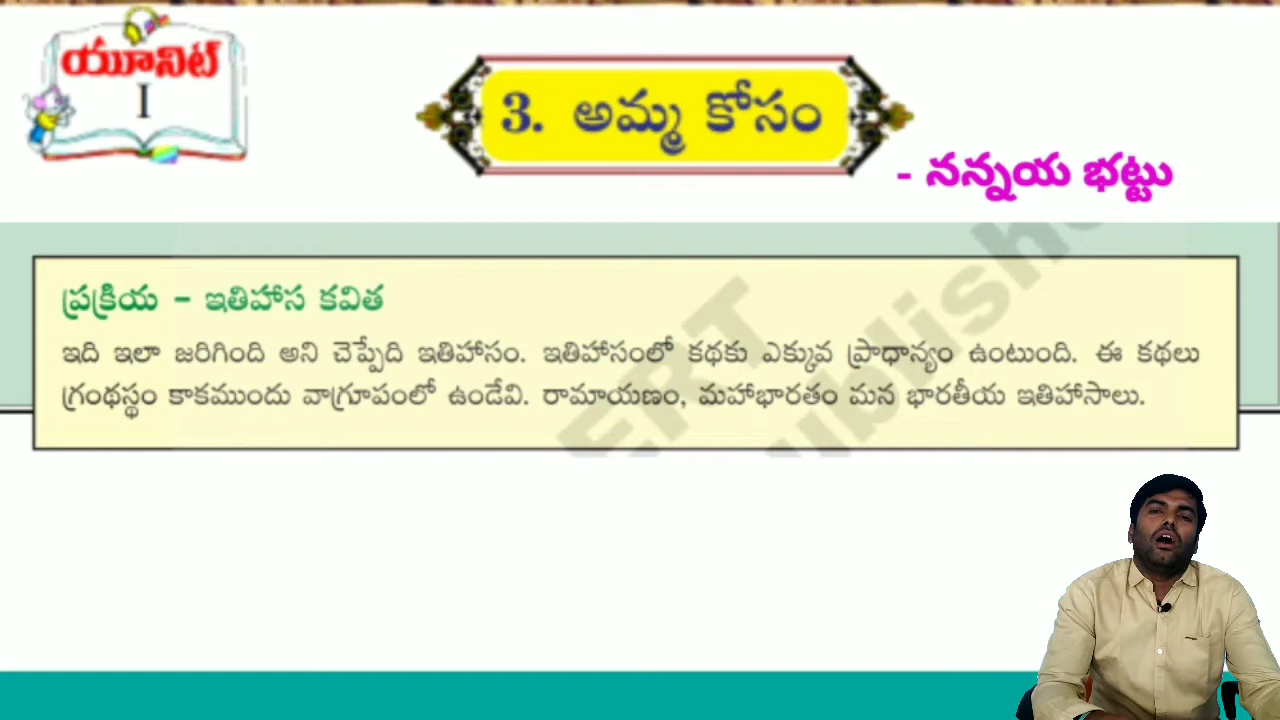 యూనిట్
I
3. అమ్మ కోసం
- నన్నయ భట్టు
ప్రక్రియ - ఇతిహాస కవిత
ఇది ఇలా జరిగింది అని చెప్పేది ఇతిహాసం. ఇతిహాసంలో కథకు ఎక్కువ ప్రాధాన్యం ఉంటుంది. ఈ కథలు
గ్రంథస్థం కాకముందు వాగ్రూపంలో ఉండేవి. రామాయణం, మహాభారతం మన భారతీయ ఇతిహాసాలు.